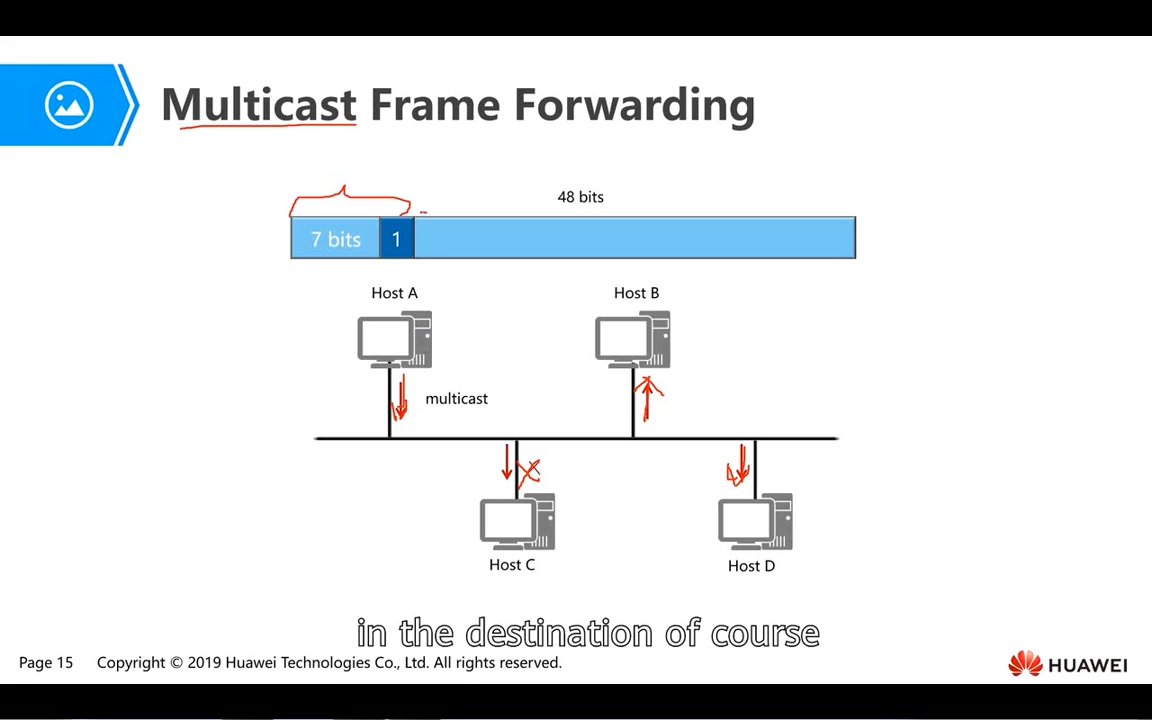 Multicast Frame Forwarding
48 bits
7 bits 1
Host A
Host B
multicast
Host C
Host D
in the destination of course
Page 15 Copyright © 2019 Huawei Technologies Co., Ltd. All rights reserved.
HUAWEI